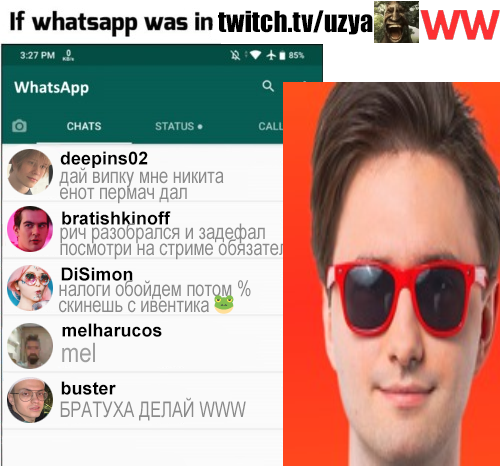 If whatsapp was in twitch.tv/uzya WW
3:27 PM 0 KB/s 85%
WhatsApp
CHATS STATUS CALL
deepins02
дай випку мне никита
енот пермач дал
bratishkinoff
рич разобрался и задефал
посмотри на стриме обязател
DiSimon
налоги обойдем потом %
скинешь с ивентика
melharucos
mel
buster
БРАТУХА ДЕЛАЙ WWW